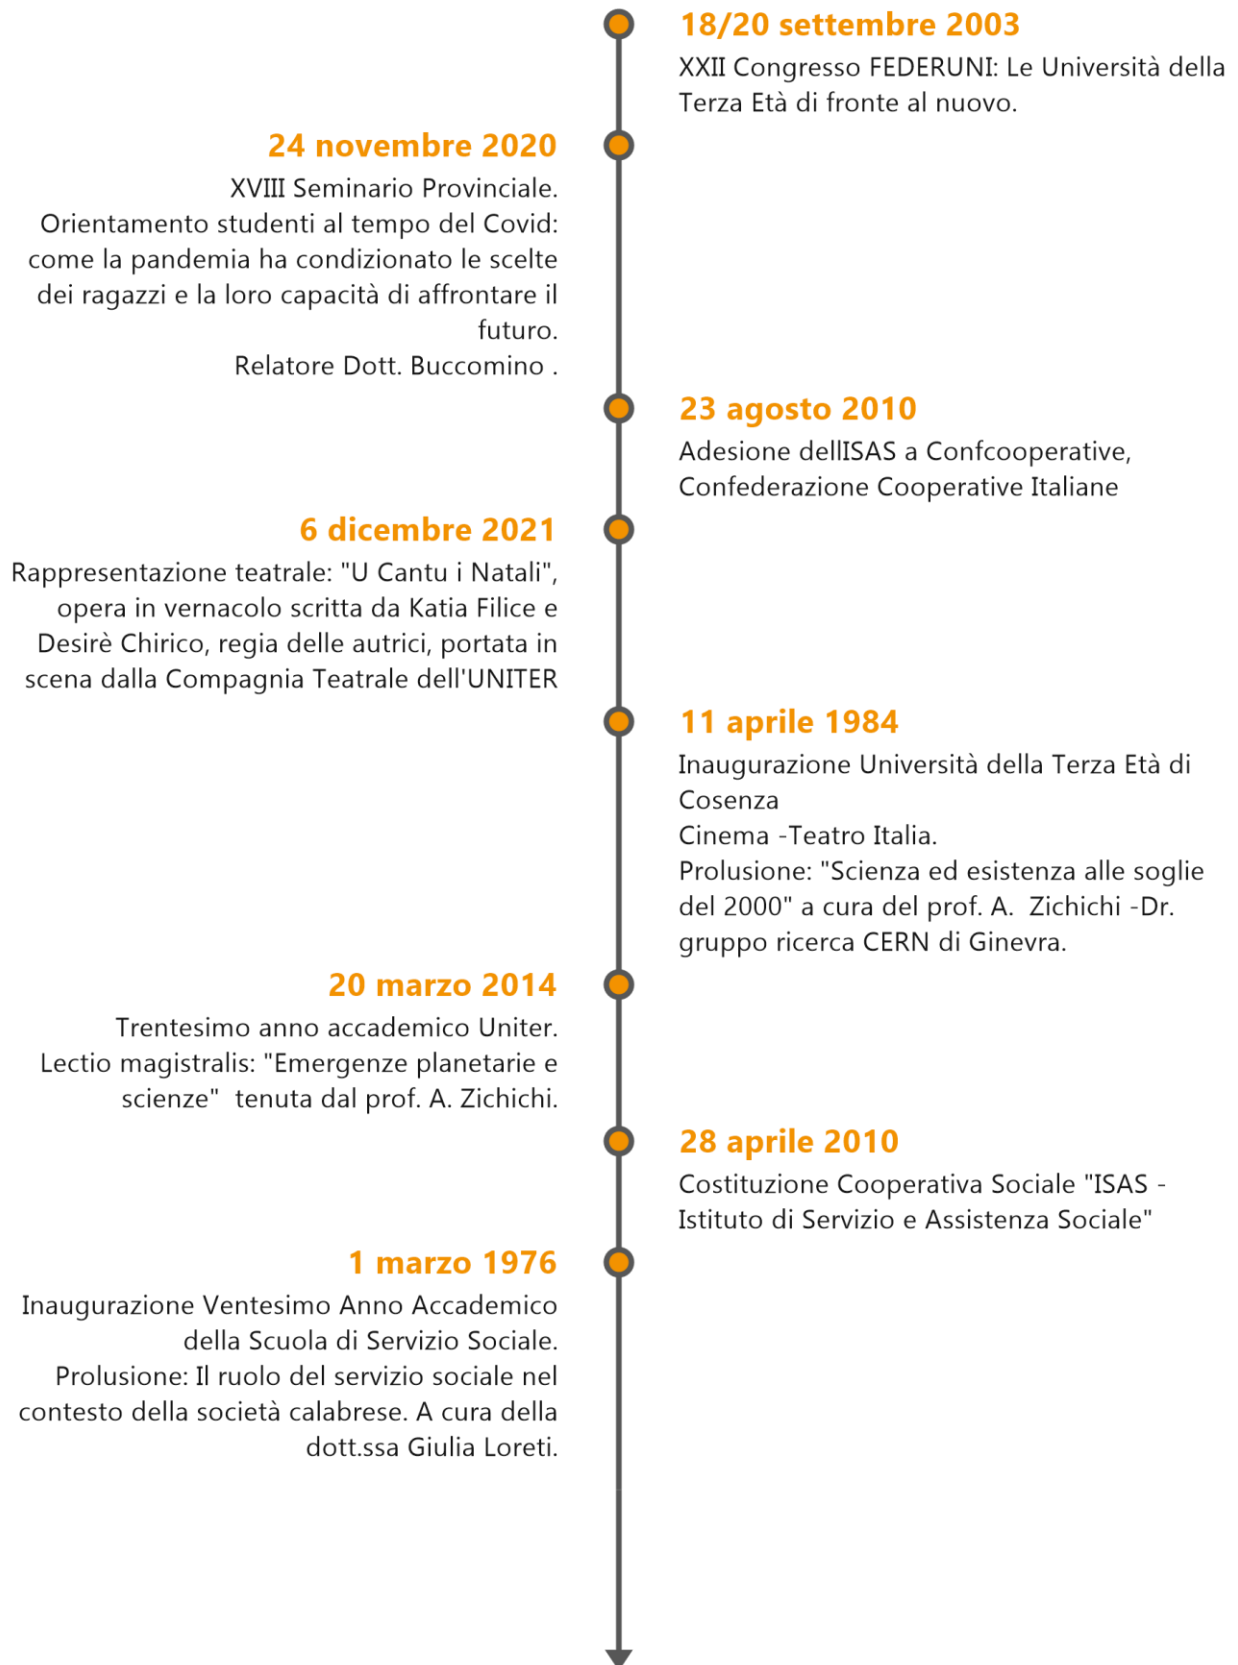 18/20 settembre 2003
XXII Congresso FEDERUNI: Le Università della
Terza Età di fronte al nuovo.
24 novembre 2020
XVIII Seminario Provinciale.
Orientamento studenti al tempo del Covid:
come la pandemia ha condizionato le scelte
dei ragazzi e la loro capacità di affrontare il
futuro.
Relatore Dott. Buccomino .
23 agosto 2010
Adesione dellISAS a Confcooperative,
Confederazione Cooperative Italiane
6 dicembre 2021
Rappresentazione teatrale: "U Cantu i Natali",
opera in vernacolo scritta da Katia Filice e
Desirè Chirico, regia delle autrici, portata in
scena dalla Compagnia Teatrale dell'UNITER
11 aprile 1984
Inaugurazione Università della Terza Età di
Cosenza
Cinema -Teatro Italia.
Prolusione: "Scienza ed esistenza alle soglie
del 2000" a cura del prof. A.  Zichichi -Dr.
gruppo ricerca CERN di Ginevra.
20 marzo 2014
Trentesimo anno accademico Uniter.
Lectio magistralis: "Emergenze planetarie e
scienze"  tenuta dal prof. A. Zichichi.
28 aprile 2010
Costituzione Cooperativa Sociale "ISAS -
Istituto di Servizio e Assistenza Sociale"
1 marzo 1976
Inaugurazione Ventesimo Anno Accademico
della Scuola di Servizio Sociale.
Prolusione: Il ruolo del servizio sociale nel
contesto della società calabrese. A cura della
dott.ssa Giulia Loreti.